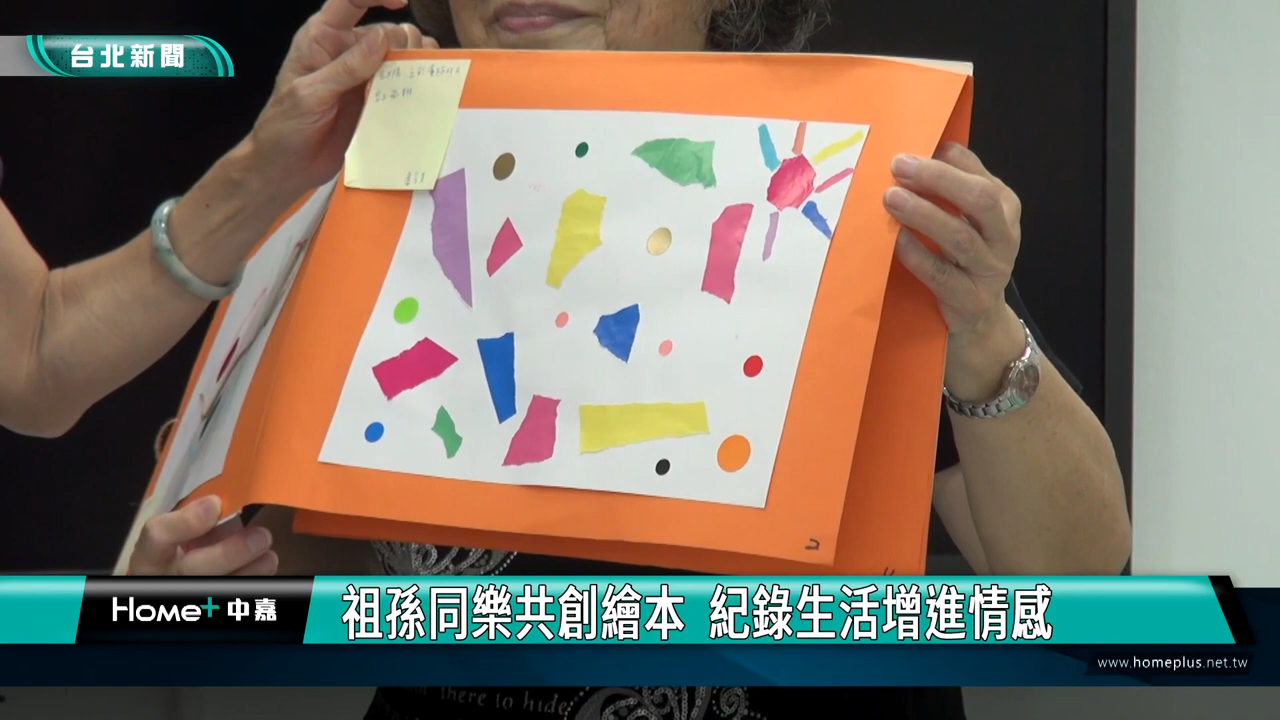 台北新聞
Home+ 中嘉
祖孫同樂共創繪本 紀錄生活增進情感
www.homeplus.net.tw
there to hide